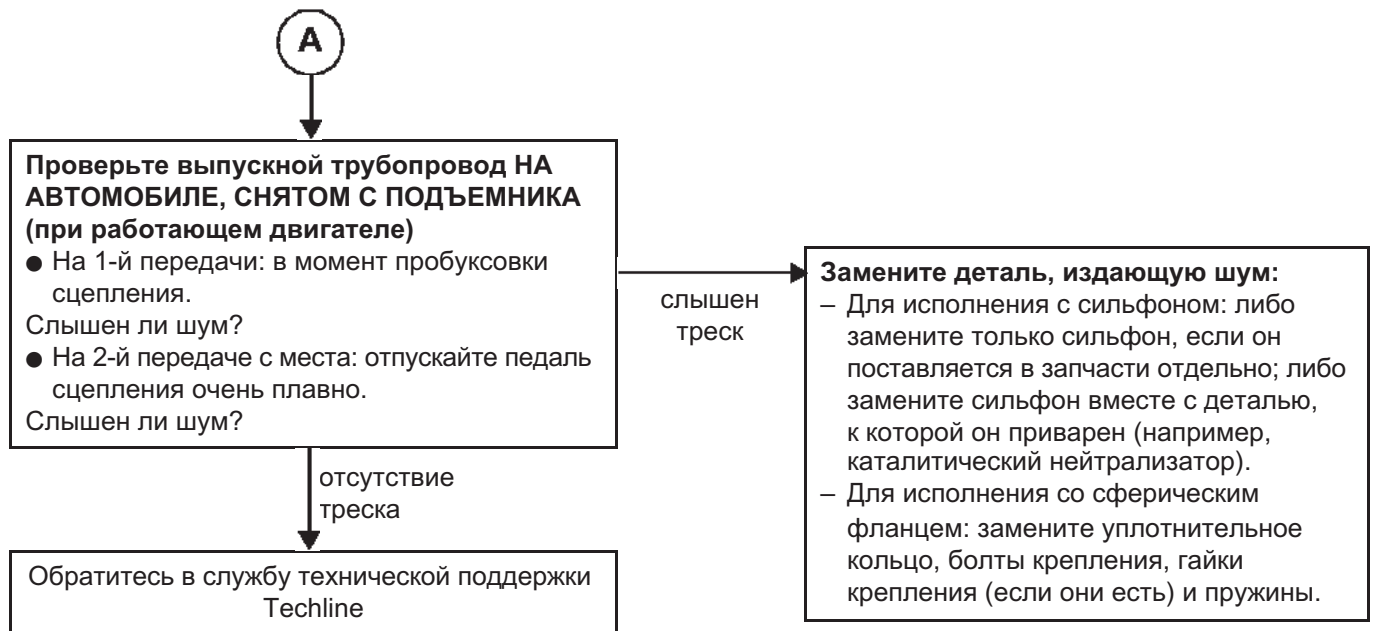 A
Проверьте выпускной трубопровод НА
АВТОМОБИЛЕ, СНЯТОМ С ПОДЪЕМНИКА
(при работающем двигателе)
● На 1-й передачи: в момент пробуксовки
сцепления.
Слышен ли шум?
● На 2-й передаче с места: отпускайте педаль
сцепления очень плавно.
Слышен ли шум?
слышен
треск
Замените деталь, издающую шум:
– Для исполнения с сильфоном: либо
замените только сильфон, если он
поставляется в запчасти отдельно; либо
замените сильфон вместе с деталью,
к которой он приварен (например,
каталитический нейтрализатор).
– Для исполнения со сферическим
фланцем: замените уплотнительное
кольцо, болты крепления, гайки
крепления (если они есть) и пружины.
отсутствие
треска
Обратитесь в службу технической поддержки
Techline